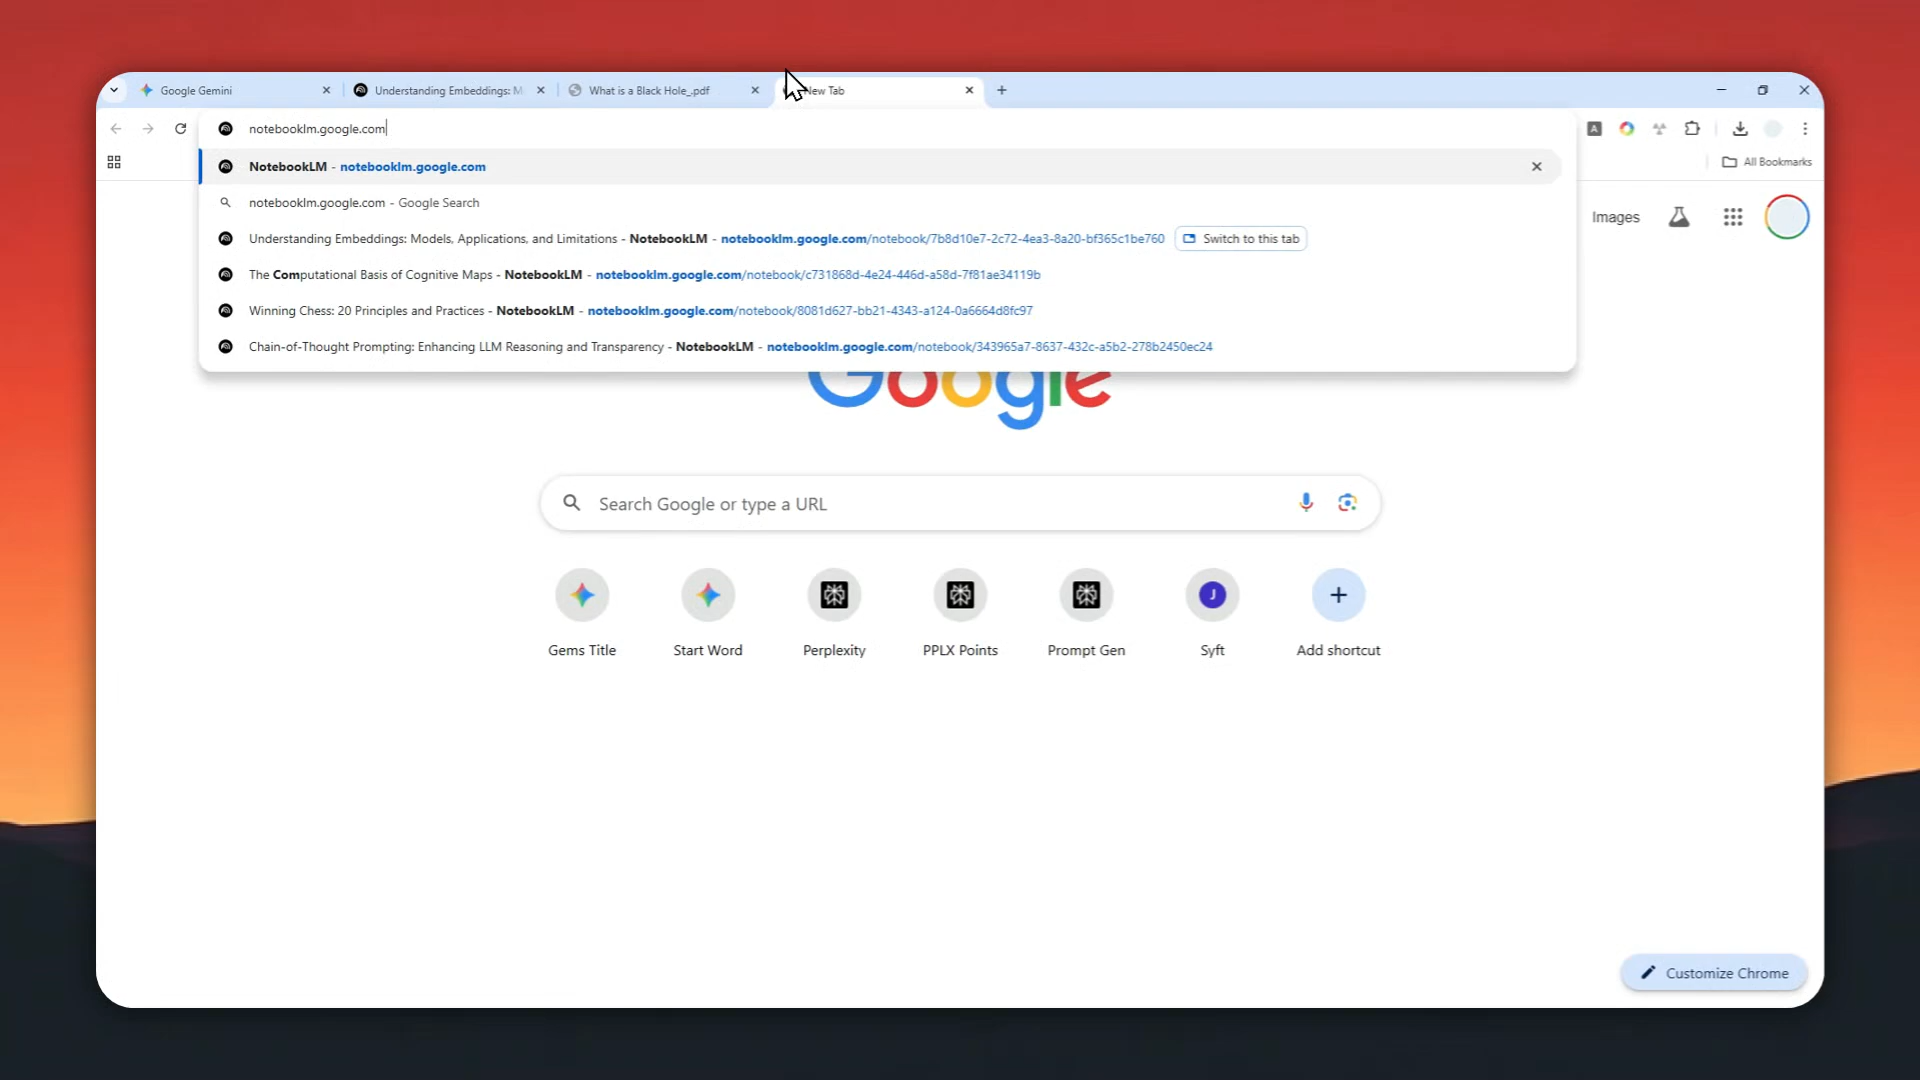 Google Gemini
Understanding Embeddings: M
What is a Black Hole_.pdf
New Tab
notebooklm.google.com
A
NotebookLM - notebooklm.google.com
All Bookmarks
notebooklm.google.com - Google Search
Images
Understanding Embeddings: Models, Applications, and Limitations - NotebookLM - notebooklm.google.com/notebook/7b8d10e7-2c72-4ea3-8a20-bf365c1be760 Switch to this tab
The Computational Basis of Cognitive Maps - NotebookLM - notebooklm.google.com/notebook/c731868d-4e24-446d-a58d-7f81ae34119b
Winning Chess: 20 Principles and Practices - NotebookLM - notebooklm.google.com/notebook/8081d627-bb21-4343-a124-0a6664d8fc97
Chain-of-Thought Prompting: Enhancing LLM Reasoning and Transparency - NotebookLM - notebooklm.google.com/notebook/343965a7-8637-432c-a5b2-278b2450ec24
Google
Search Google or type a URL
J
Gems Title
Start Word
Perplexity
PPLX Points
Prompt Gen
Syft
Add shortcut
Customize Chrome